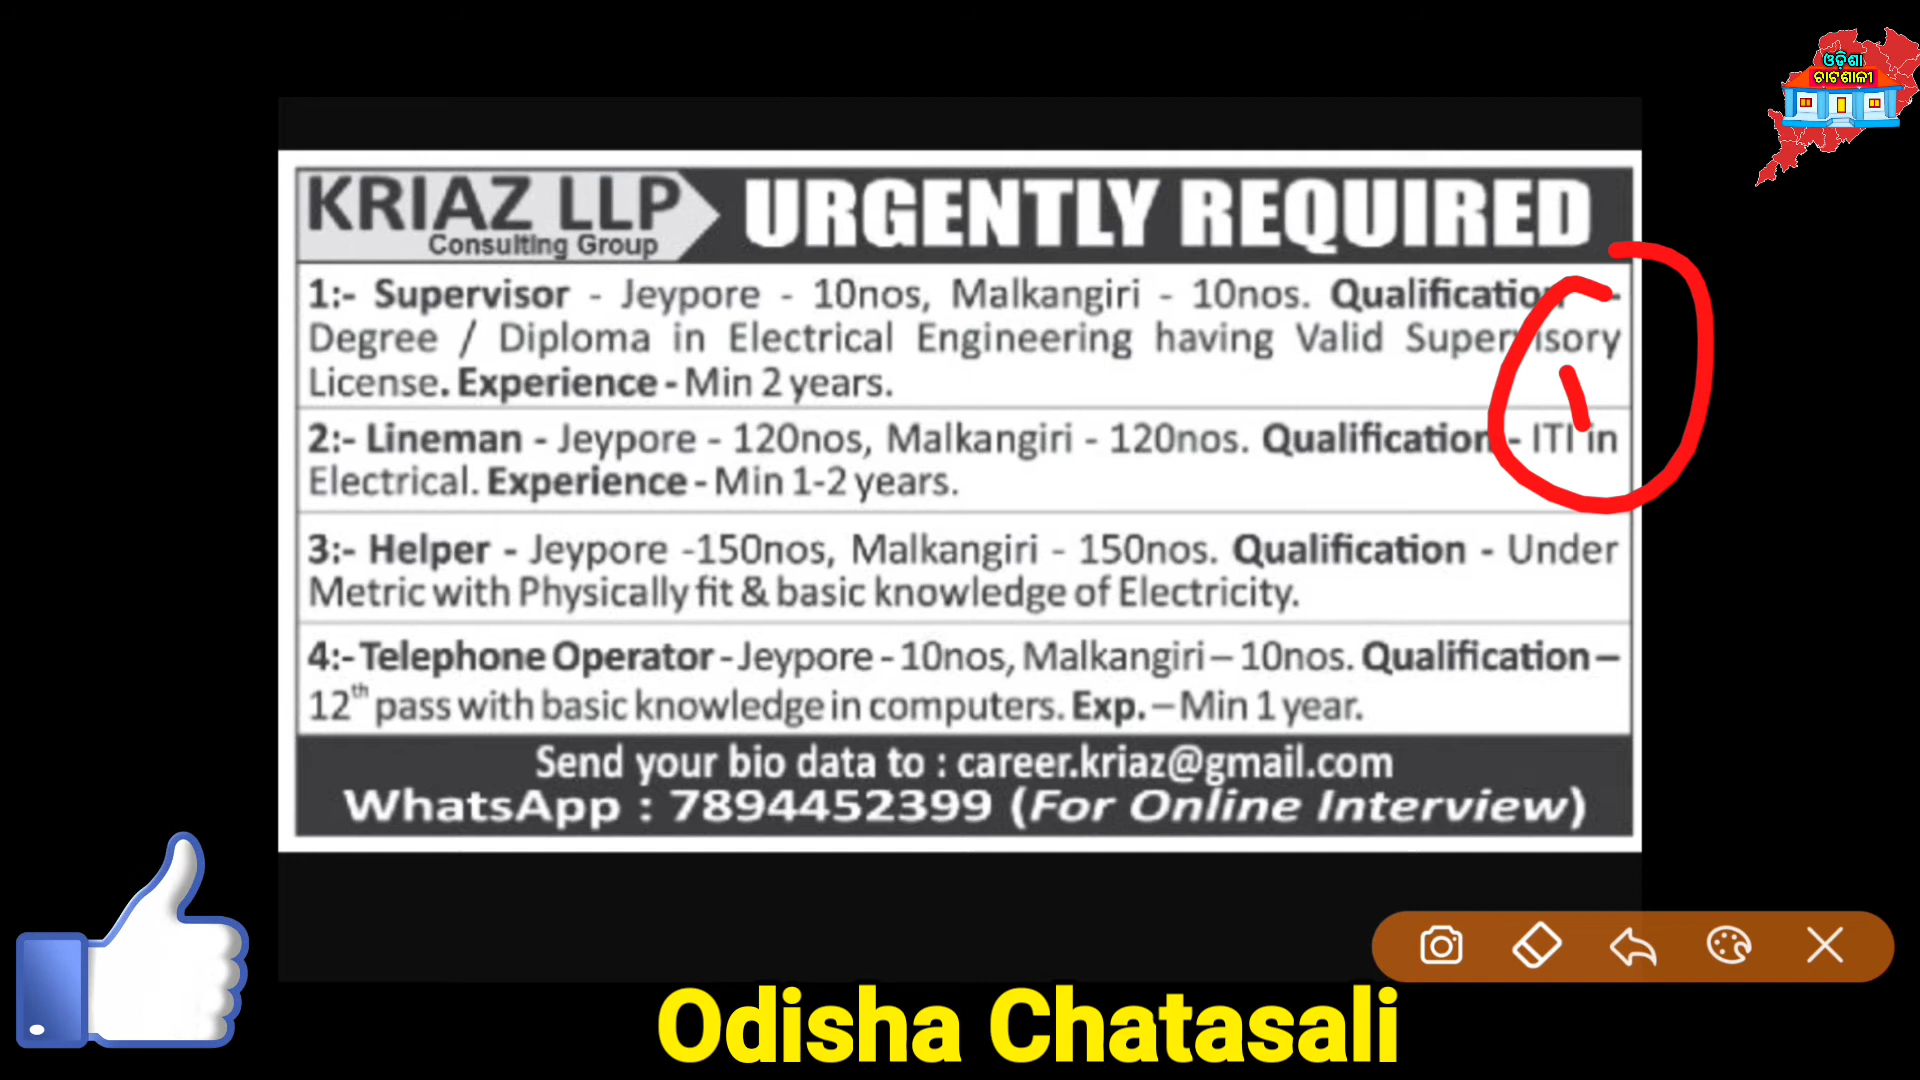 ଓଡ଼ିଶା
ଚାଟଶାଳୀ
KRIAZ LLP
Consulting Group
URGENTLY REQUIRED
1:- Supervisor - Jeypore - 10nos, Malkangiri - 10nos. Qualification -
Degree / Diploma in Electrical Engineering having Valid Supervisory
License. Experience - Min 2 years.
2:- Lineman - Jeypore - 120nos, Malkangiri - 120nos. Qualification - ITI in
Electrical. Experience - Min 1-2 years.
3:- Helper - Jeypore -150nos, Malkangiri - 150nos. Qualification - Under
Metric with Physically fit & basic knowledge of Electricity.
4:- Telephone Operator - Jeypore - 10nos, Malkangiri – 10nos. Qualification –
12th pass with basic knowledge in computers. Exp. – Min 1 year.
Send your bio data to : career.kriaz@gmail.com
WhatsApp : 7894452399 (For Online Interview)
Odisha Chatasali